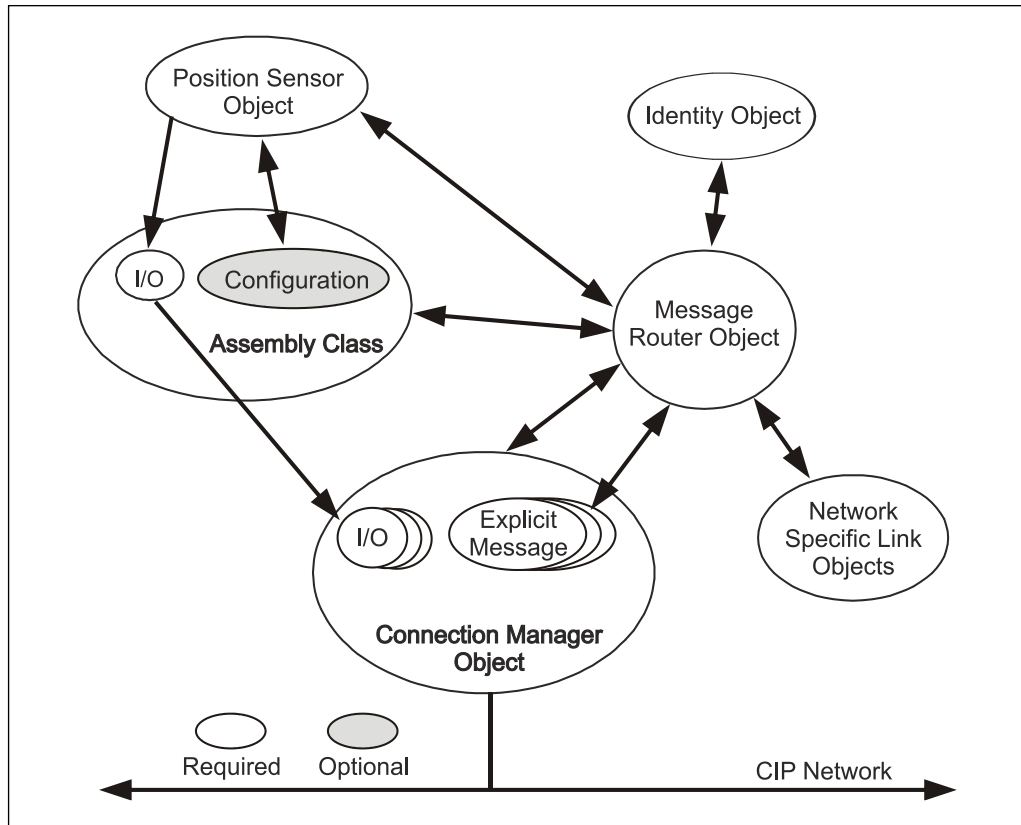 Position Sensor
Object
Identity Object
I/O
Configuration
Assembly Class
Message
Router Object
I/O
Explicit
Message
Network
Specific Link
Objects
Connection Manager
Object
Required
Optional
CIP Network